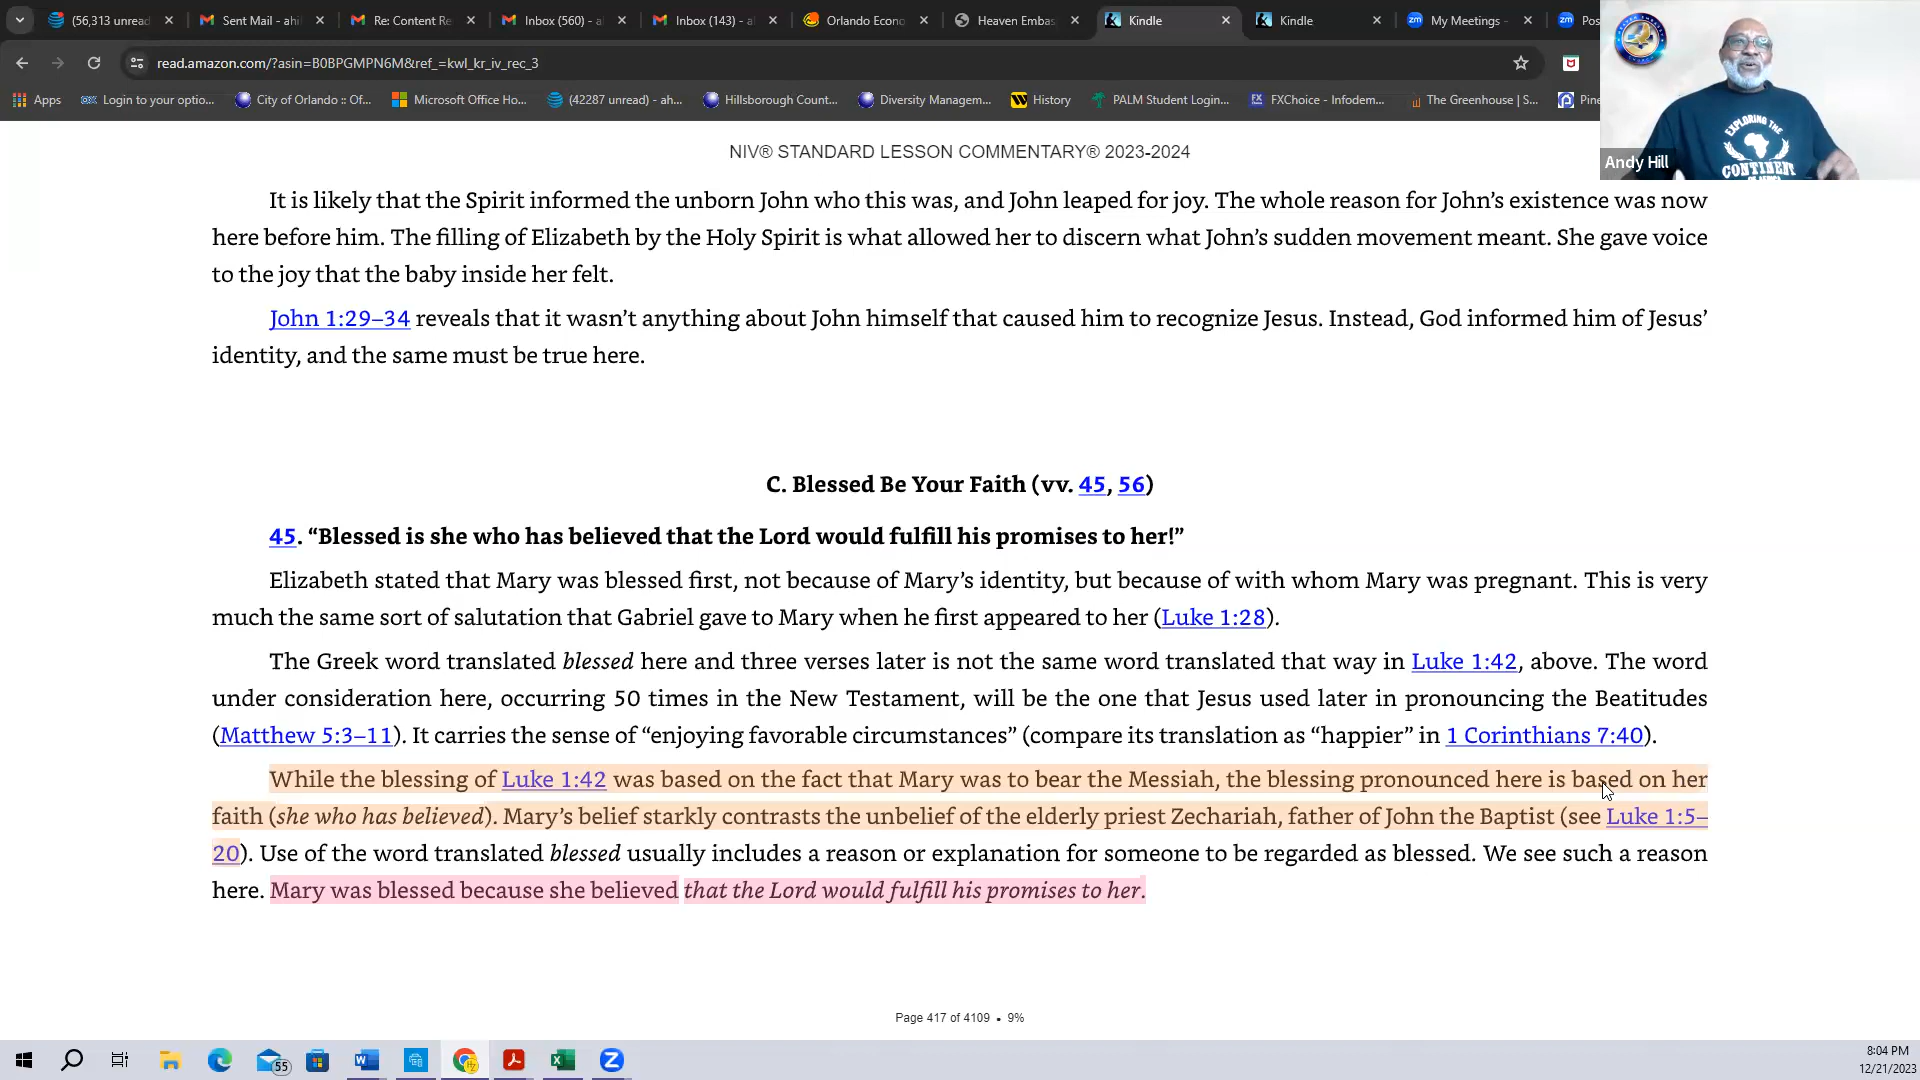 (56,313 unread
Sent Mail - ahi
Re: Content Re
Inbox (560) - a
Inbox (143) - a
Orlando Econo
Heaven Embas
Kindle
Kindle
My Meetings -
Pos
read.amazon.com/?asin=B0BPGMPN6M&ref_=kwl_kr_iv_rec_3
Apps
Login to your optio...
City of Orlando :: Of...
Microsoft Office Ho...
(42287 unread) - ah...
Hillsborough Count...
Diversity Managem...
History
PALM Student Login...
FXChoice - Infodem...
The Greenhouse | S...
Pine
EXPLORING THE
CONTINENT
Andy Hill
NIV® STANDARD LESSON COMMENTARY® 2023-2024
It is likely that the Spirit informed the unborn John who this was, and John leaped for joy. The whole reason for John’s existence was now
here before him. The filling of Elizabeth by the Holy Spirit is what allowed her to discern what John’s sudden movement meant. She gave voice
to the joy that the baby inside her felt.
John 1:29–34 reveals that it wasn’t anything about John himself that caused him to recognize Jesus. Instead, God informed him of Jesus’
identity, and the same must be true here.
C. Blessed Be Your Faith (vv. 45, 56)
45. “Blessed is she who has believed that the Lord would fulfill his promises to her!”
Elizabeth stated that Mary was blessed first, not because of Mary’s identity, but because of with whom Mary was pregnant. This is very
much the same sort of salutation that Gabriel gave to Mary when he first appeared to her (Luke 1:28).
The Greek word translated blessed here and three verses later is not the same word translated that way in Luke 1:42, above. The word
under consideration here, occurring 50 times in the New Testament, will be the one that Jesus used later in pronouncing the Beatitudes
(Matthew 5:3–11). It carries the sense of “enjoying favorable circumstances” (compare its translation as “happier” in 1 Corinthians 7:40).
While the blessing of Luke 1:42 was based on the fact that Mary was to bear the Messiah, the blessing pronounced here is based on her
faith (she who has believed). Mary’s belief starkly contrasts the unbelief of the elderly priest Zechariah, father of John the Baptist (see Luke 1:5–
20). Use of the word translated blessed usually includes a reason or explanation for someone to be regarded as blessed. We see such a reason
here. Mary was blessed because she believed that the Lord would fulfill his promises to her.
Page 417 of 4109 • 9%
55
8:04 PM
12/21/2023